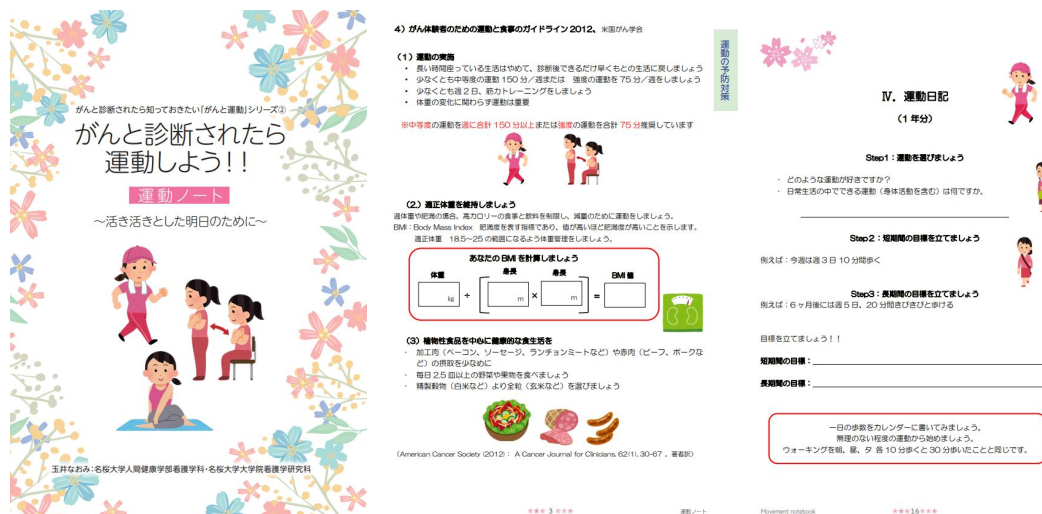 がんと診断されたら知っておきたい「がんと運動」シリーズ②
がんと診断されたら
運動しよう!!
運動ノート
～活き活きとした明日のために～
玉井なおみ：名桜大学人間健康学部看護学科・名桜大学大学院看護学研究科
4）がん体験者のための運動と食事のガイドライン2012、米国がん学会
（1）運動の実施
・ 長い時間座っている生活はやめて、診断後できるだけ早くもとの生活に戻しましょう
・ 少なくとも中等度の運動150分／週または 強度の運動を75分／週をしましょう
・ 少なくとも週2日、筋力トレーニングをしましょう
・ 体重の変化に関わらず運動は重要
※中等度の運動を週に合計150分以上または強度の運動を合計75分推奨しています
（2.）適正体重を維持しましょう
過体重や肥満の場合、高カロリーの食事と飲料を制限し、減量のために運動をしましょう。
BMI：Body Mass Index 肥満度を表す指標であり、値が高いほど肥満度が高いことを示します。
適正体重 18.5～25の範囲になるよう体重管理をしましょう。
あなたのBMIを計算しましょう
体重 身長 身長 BMI値
kg ÷ m × m =
（3）植物性食品を中心に健康的な食生活を
・ 加工肉（ベーコン、ソーセージ、ランチョンミートなど）や赤肉（ビーフ、ポークな
ど）の摂取を少なめに
・ 毎日2.5皿以上の野菜や果物を食べましょう
・ 精製穀物（白米など）より全粒（玄米など）を選びましょう
（American Cancer Society（2012）： A Cancer Journal for Clinicians, 62(1), 30-67 、著者訳）
★★★ 3 ★★★
運動ノート
運動の予防対策
Ⅳ．運動日記
（1年分）
Step1：運動を選びましょう
・ どのような運動が好きですか？
・ 日常生活の中でできる運動（身体活動を含む）は何ですか。
Step2：短期間の目標を立てましょう
例えば：今週は週3日10分間歩く
Step3：長期間の目標を立てましょう
例えば：6ヶ月後には週5日、20分間きびきびと歩ける
目標を立てましょう！！
短期間の目標：
長期間の目標：
一日の歩数をカレンダーに書いてみましょう。
無理のない程度の運動から始めましょう。
ウォーキングを朝、昼、夕 各10分歩くと30分歩いたことと同じです。
Movement notebook
★★★16★★★